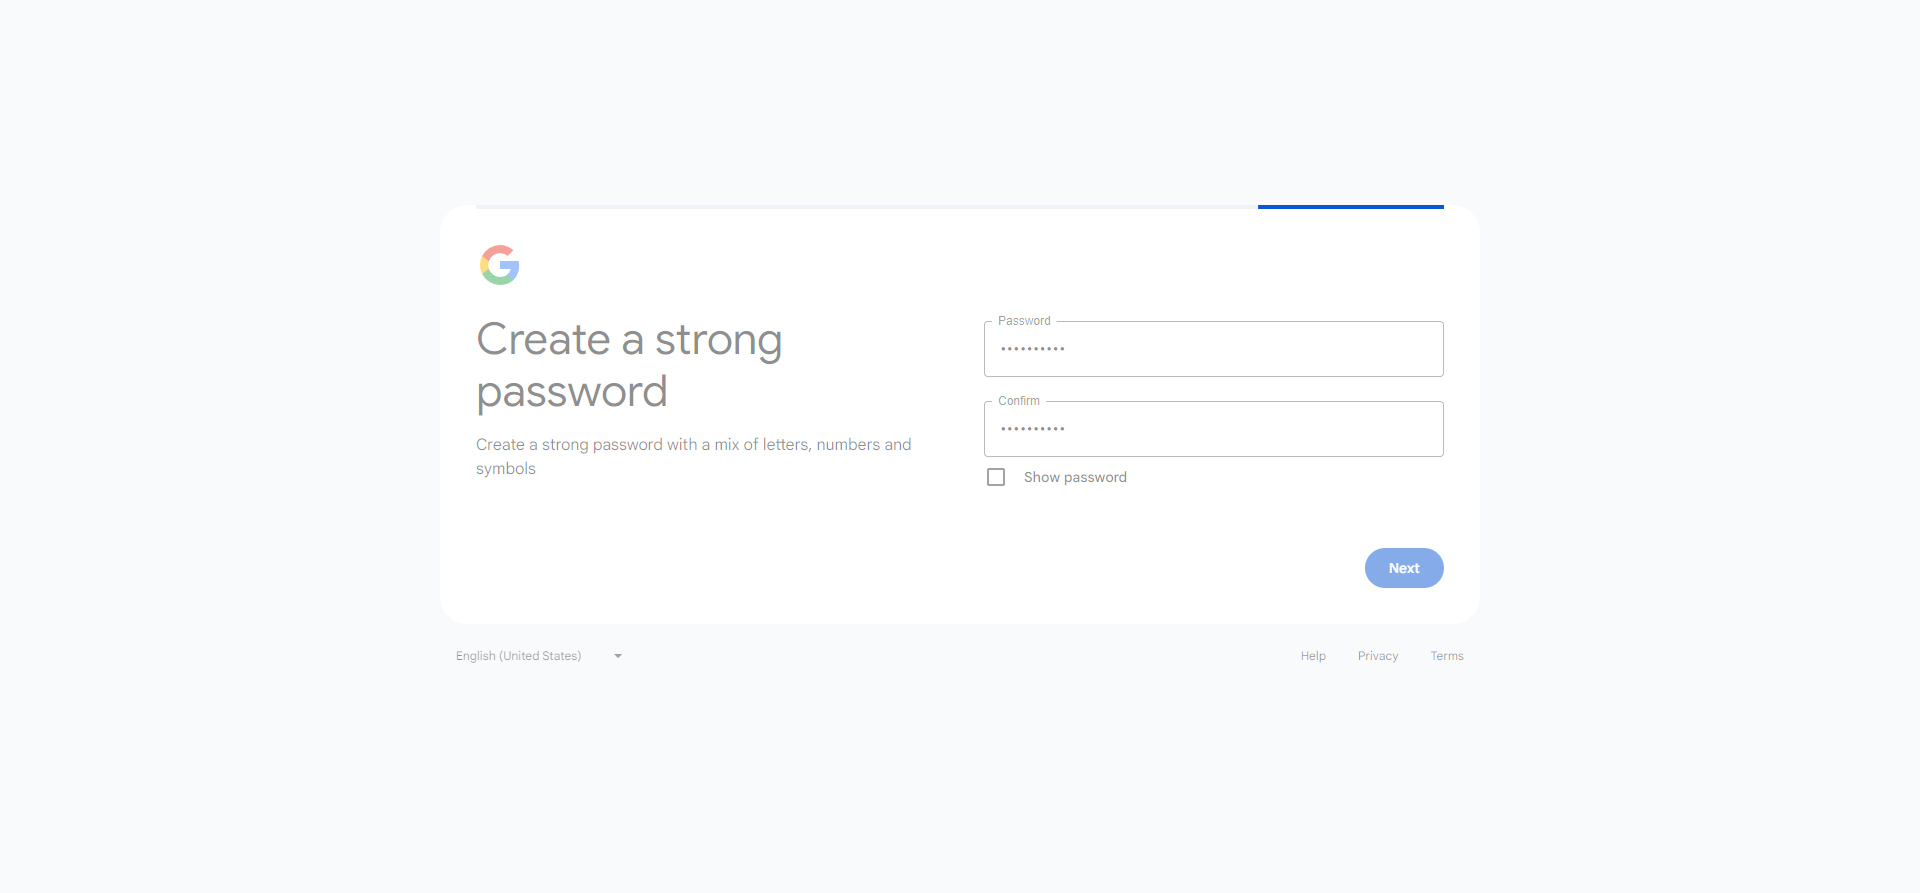 Create a strong
password
Create a strong password with a mix of letters, numbers and
symbols
Password
••••••••••
Confirm
••••••••••
Show password
Next
English (United States)
Help Privacy Terms